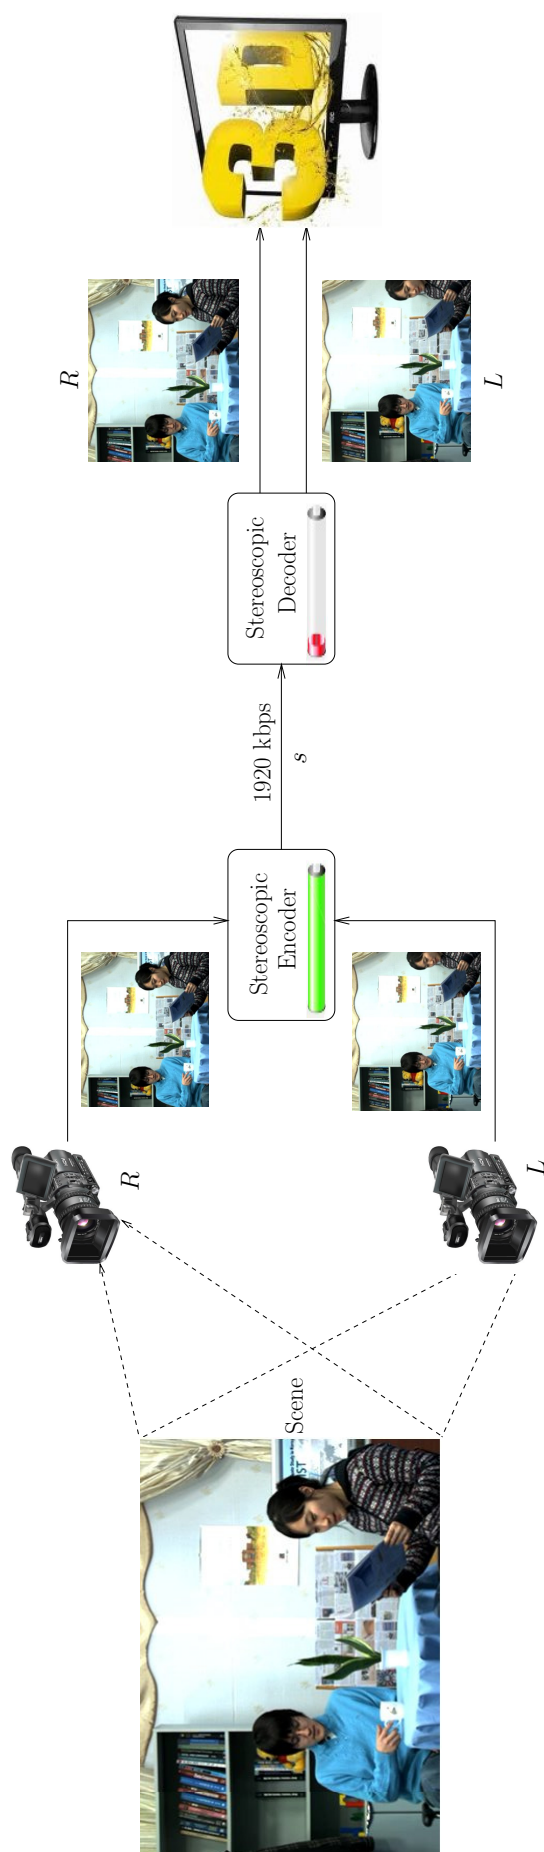 Scene
R
L
Stereoscopic
Encoder
1920 kbps
s
Stereoscopic
Decoder
R
L
3D